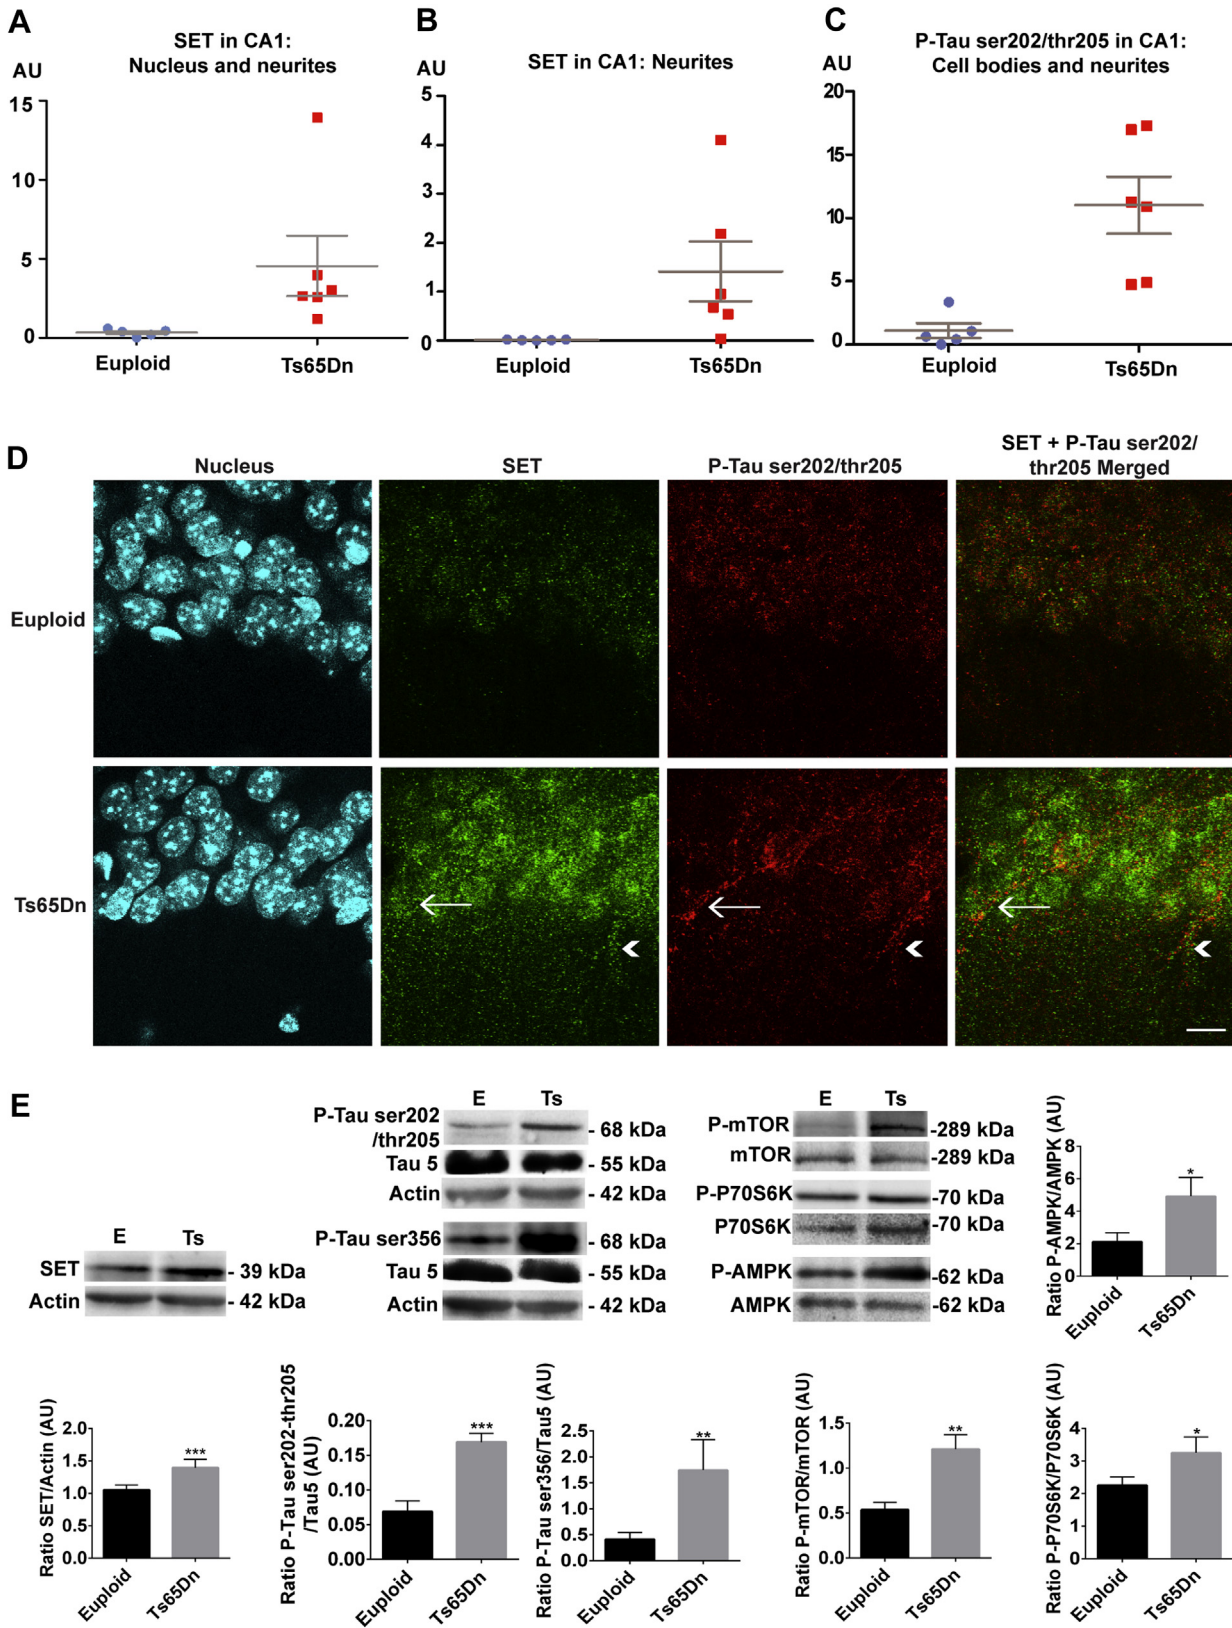 A
SET in CA1:
Nucleus and neurites
AU
15
10
5
0
Euploid
Ts65Dn
B
SET in CA1: Neurites
AU
5
4
3
2
1
0
Euploid
Ts65Dn
C
P-Tau ser202/thr205 in CA1:
Cell bodies and neurites
AU
20
15
10
5
0
Euploid
Ts65Dn
D
Nucleus
SET
P-Tau ser202/thr205
SET + P-Tau ser202/
thr205 Merged
Euploid
Ts65Dn
E
E Ts
SET - 39 kDa
Actin - 42 kDa
E Ts
P-Tau ser202
/thr205 - 68 kDa
Tau 5 - 55 kDa
Actin - 42 kDa
P-Tau ser356 - 68 kDa
Tau 5 - 55 kDa
Actin - 42 kDa
E Ts
P-mTOR -289 kDa
mTOR -289 kDa
P-P70S6K -70 kDa
P70S6K -70 kDa
P-AMPK -62 kDa
AMPK -62 kDa
Ratio P-AMPK/AMPK (AU)
8
6
4
2
0
*
Euploid
Ts65Dn
Ratio SET/Actin (AU)
2.0
1.5
1.0
0.5
0.0
***
Euploid
Ts65Dn
Ratio P-Tau ser202-thr205
/Tau5 (AU)
0.20
0.15
0.10
0.05
0.00
***
Euploid
Ts65Dn
Ratio P-Tau ser356/Tau5 (AU)
2.5
2.0
1.5
1.0
0.5
0.0
**
Euploid
Ts65Dn
Ratio P-mTOR/mTOR (AU)
1.5
1.0
0.5
0.0
**
Euploid
Ts65Dn
Ratio P-P70S6K/P70S6K (AU)
4
3
2
1
0
*
Euploid
Ts65Dn